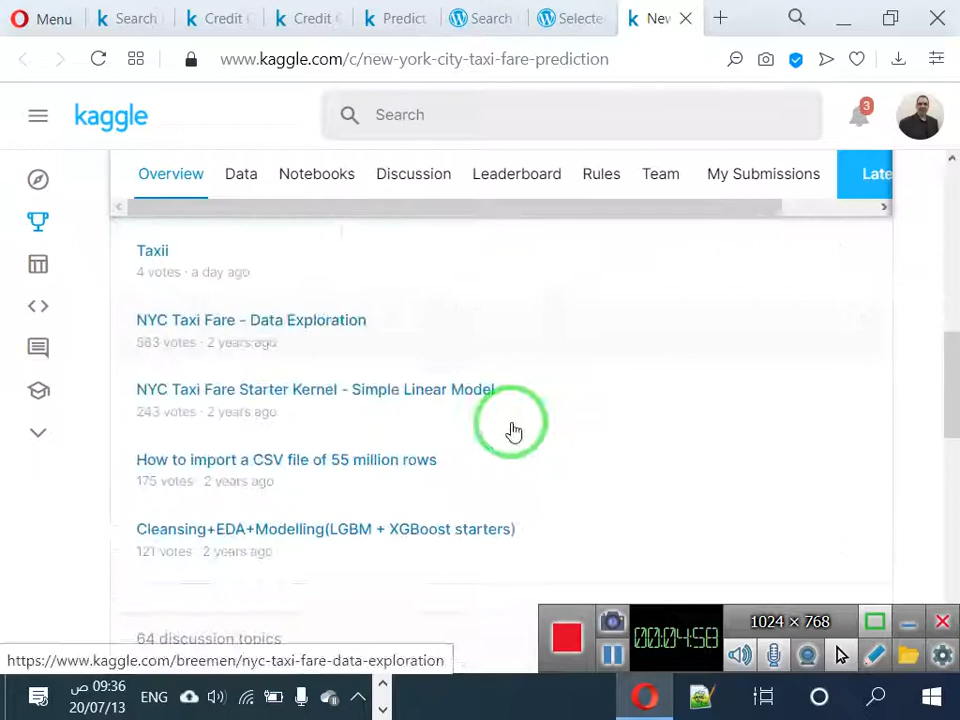 Menu
Search
Credit
Credit
Predict
Search
Selecte
New
www.kaggle.com/c/new-york-city-taxi-fare-prediction
kaggle
Search
3
Overview
Data
Notebooks
Discussion
Leaderboard
Rules
Team
My Submissions
Late
Taxii
4 votes · a day ago
NYC Taxi Fare - Data Exploration
563 votes · 2 years ago
NYC Taxi Fare Starter Kernel - Simple Linear Model
243 votes · 2 years ago
How to import a CSV file of 55 million rows
175 votes · 2 years ago
Cleansing+EDA+Modelling(LGBM + XGBoost starters)
121 votes · 2 years ago
64 discussion topics
1024 × 768
00:04:58
https://www.kaggle.com/breemen/nyc-taxi-fare-data-exploration
09:36 ص
20/07/13
ENG